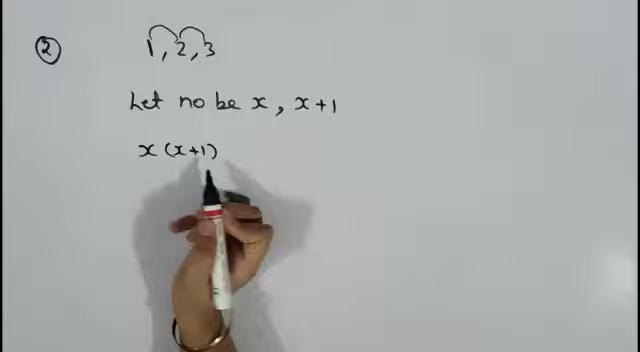 ② 1, 2, 3
Let no be x, x+1
x (x+1)